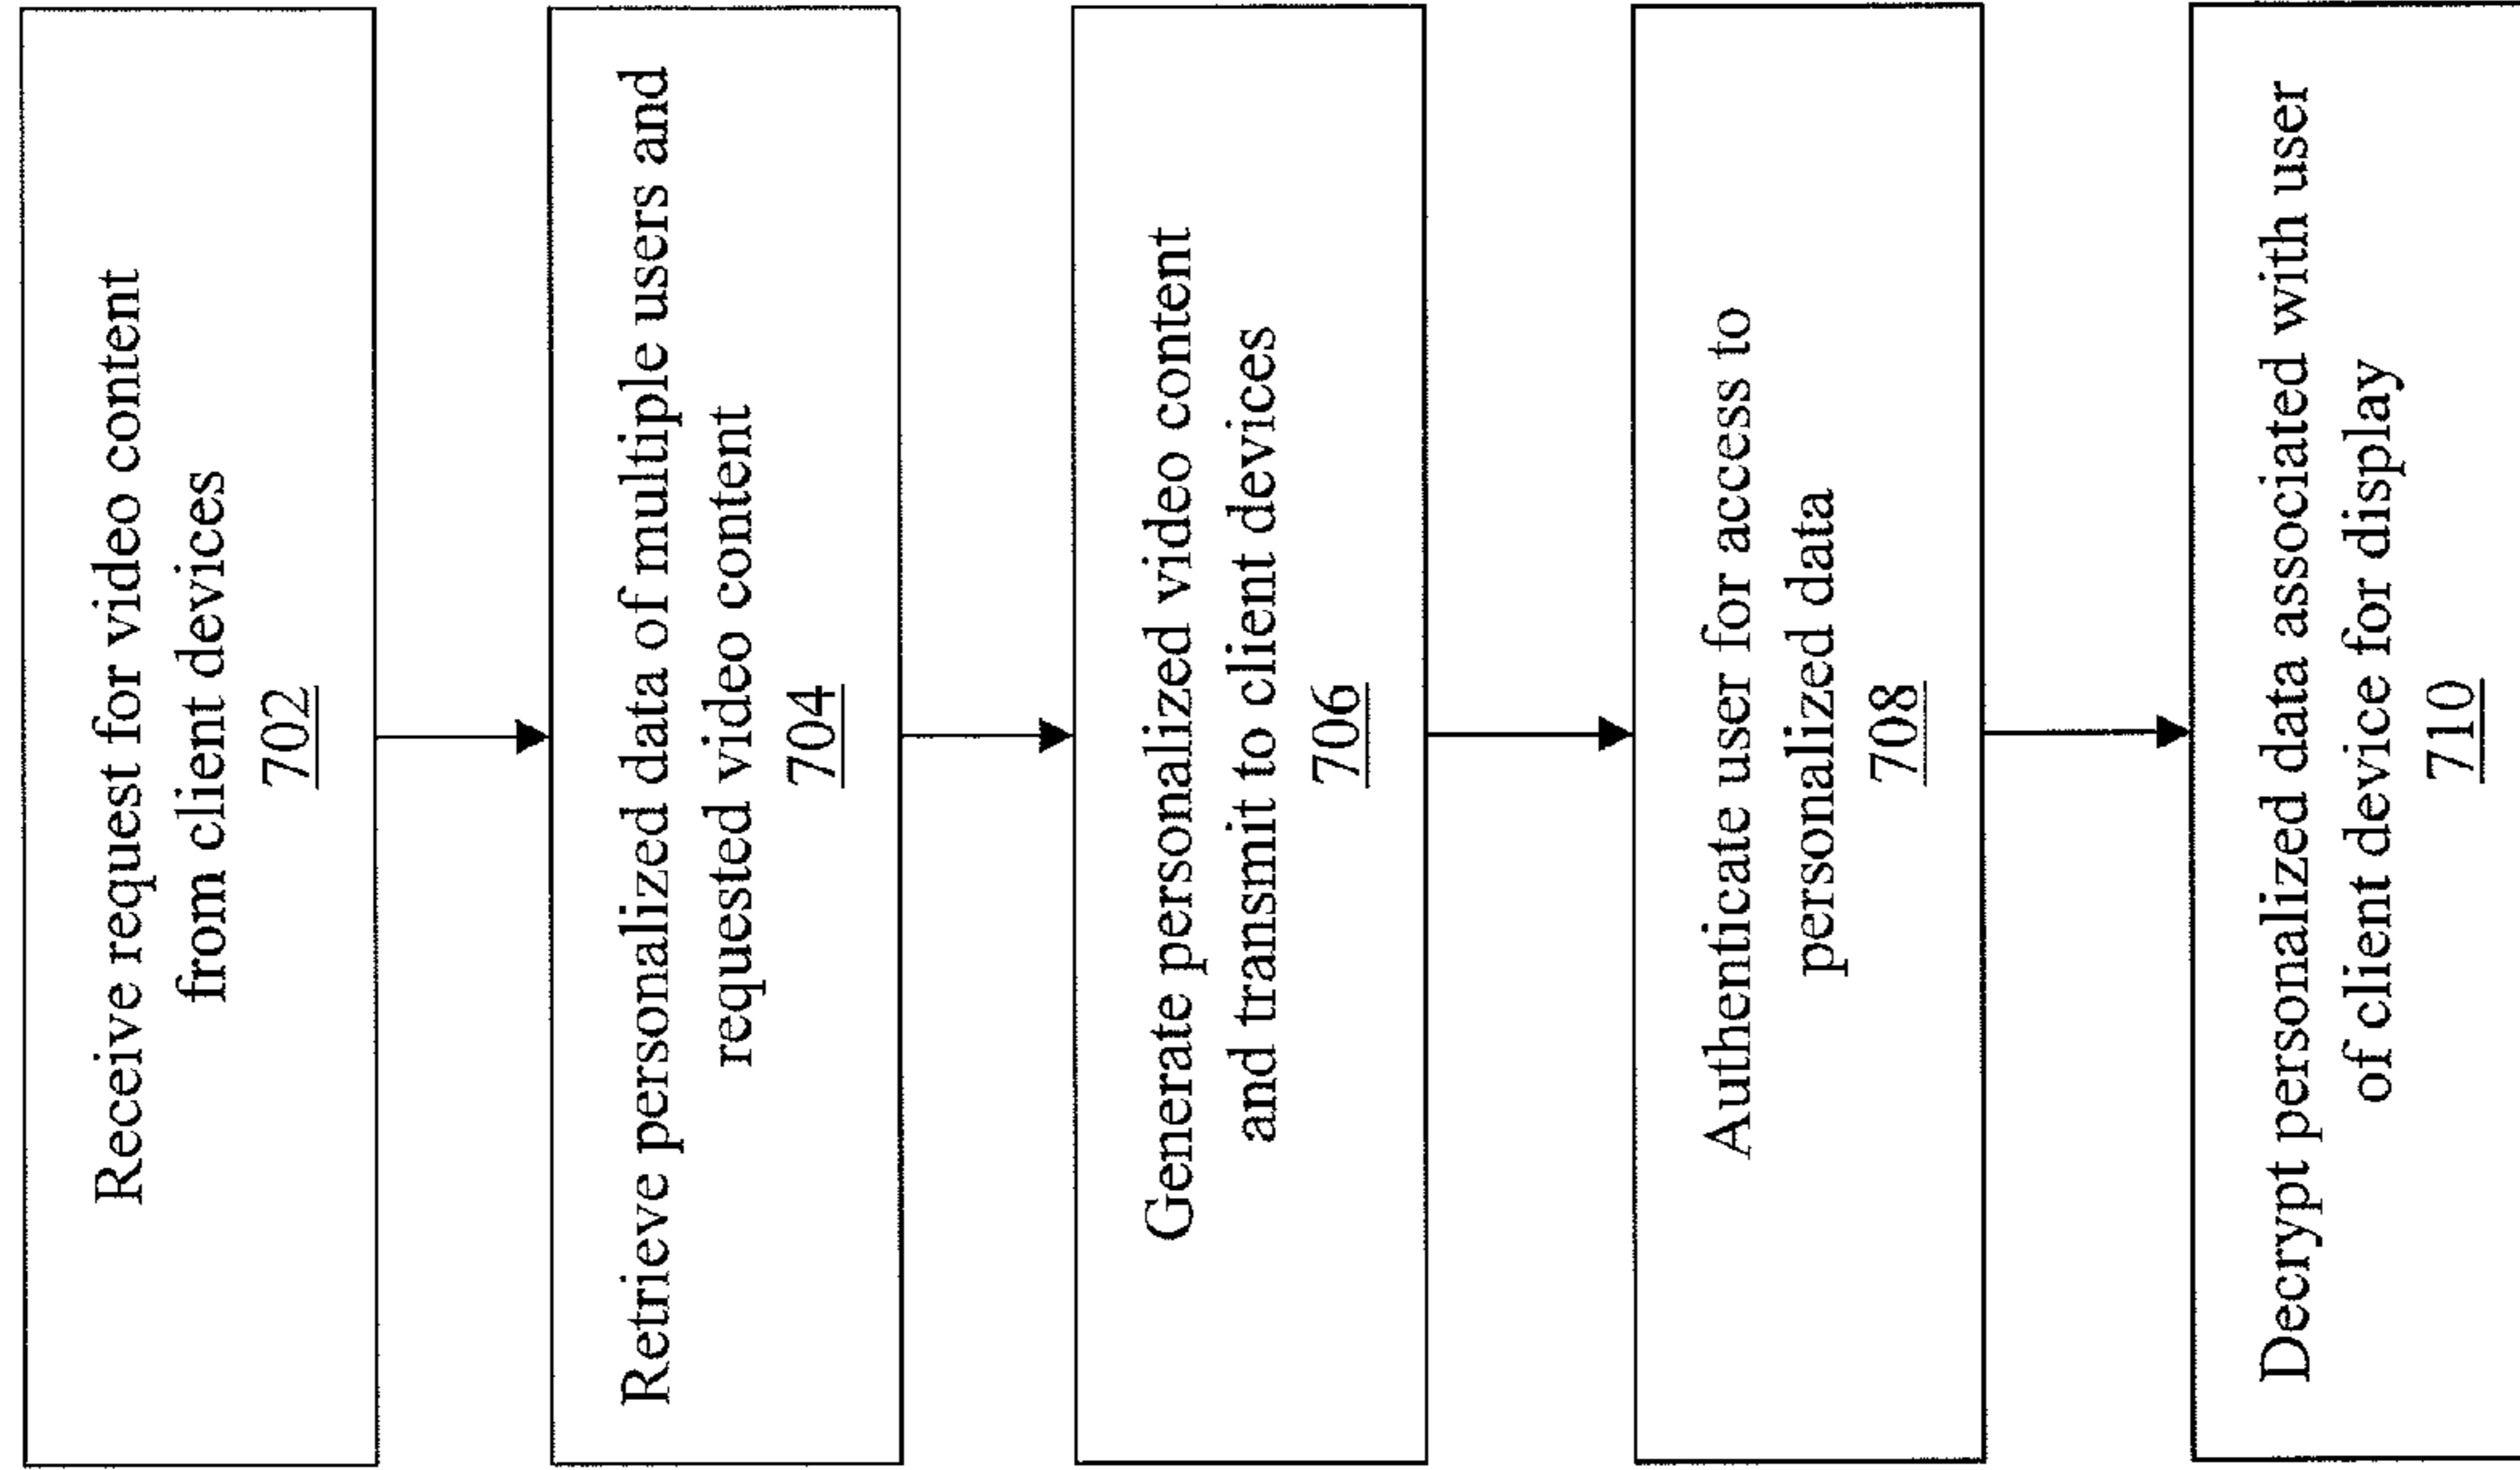 Receive request for video content
from client devices
702
Retrieve personalized data of multiple users and
requested video content
704
Generate personalized video content
and transmit to client devices
706
Authenticate user for access to
personalized data
708
Decrypt personalized data associated with user
of client device for display
710